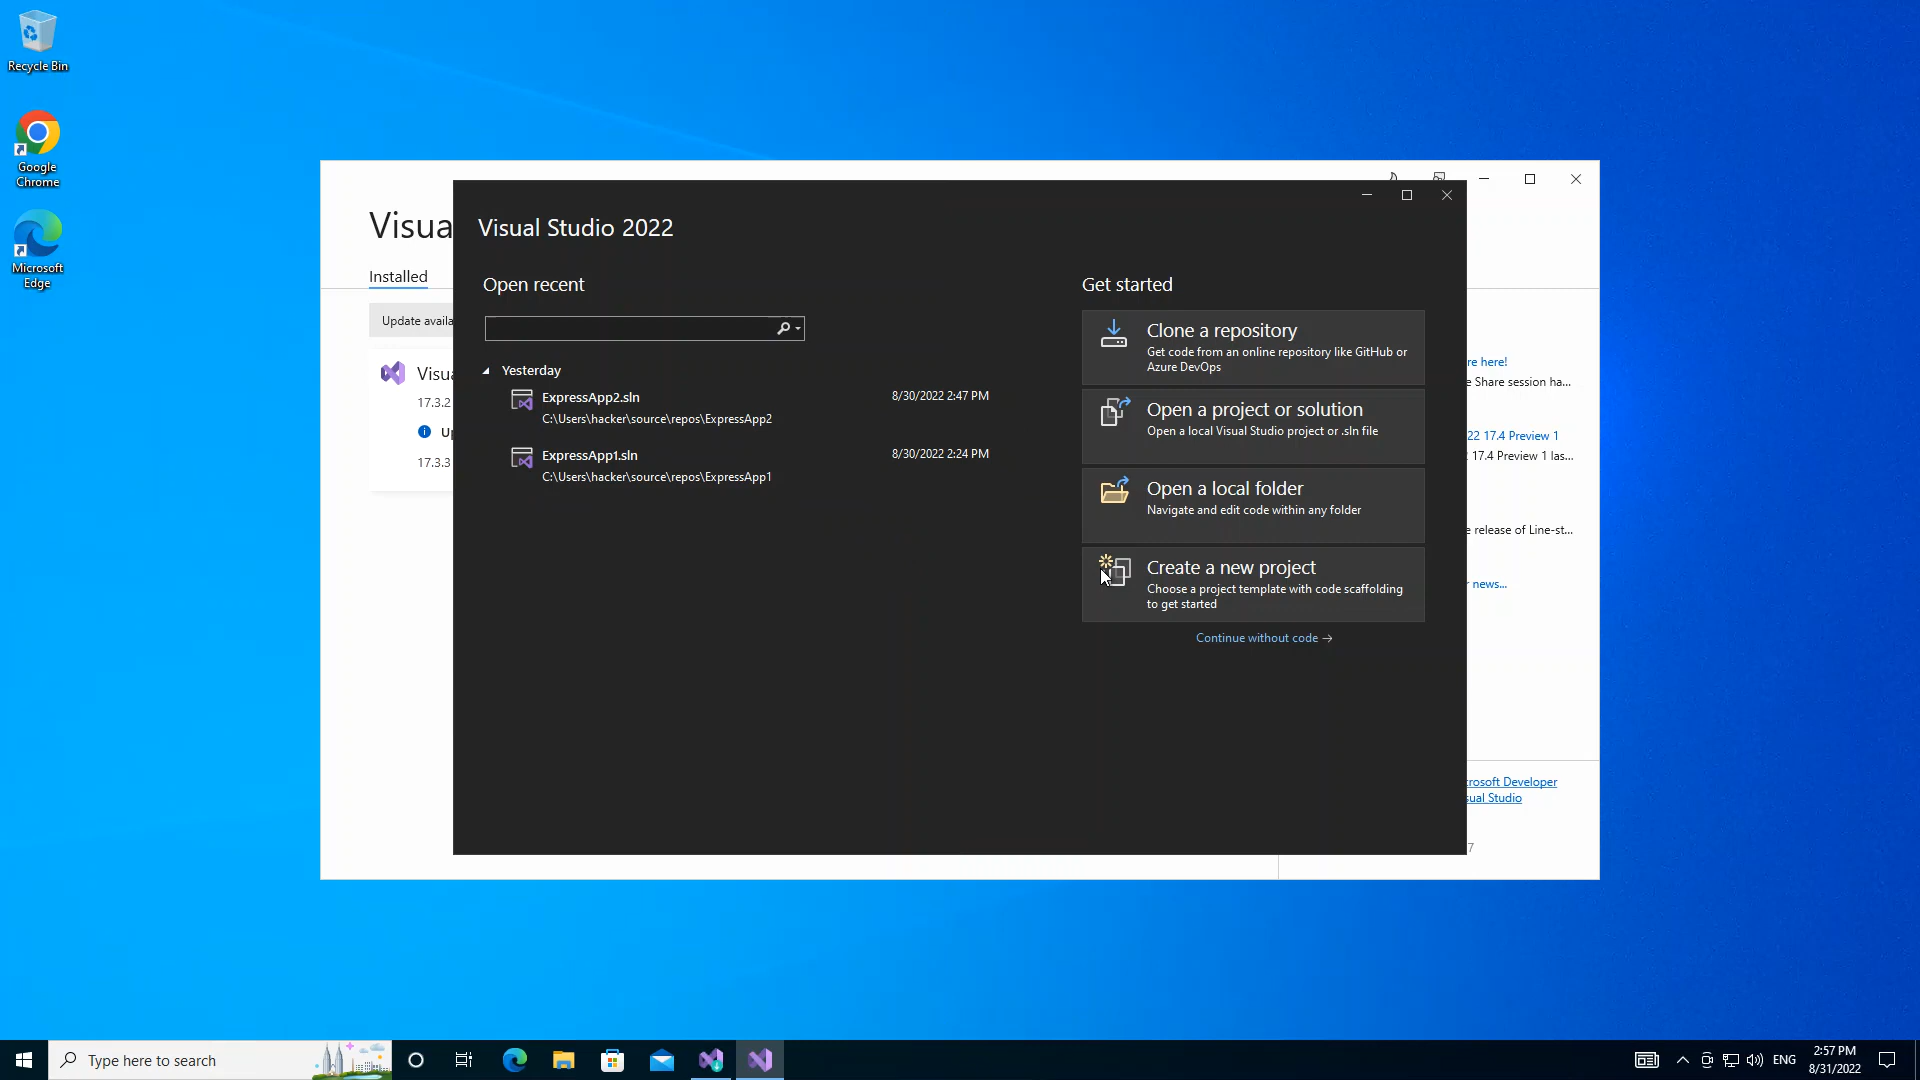 Recycle Bin
Google
Chrome
Microsoft
Edge
Installed
17.3.2
17.3.3
Visual Studio 2022
Open recent
Yesterday
ExpressApp2.sln
8/30/2022 2:47 PM
C:\Users\hacker\source\repos\ExpressApp2
ExpressApp1.sln
8/30/2022 2:24 PM
C:\Users\hacker\source\repos\ExpressApp1
Get started
Clone a repository
Get code from an online repository like GitHub or
Azure DevOps
Open a project or solution
Open a local Visual Studio project or .sln file
Open a local folder
Navigate and edit code within any folder
Create a new project
Choose a project template with code scaffolding
to get started
Continue without code →
re here!
e Share session ha...
22 17.4 Preview 1
17.4 Preview 1 las...
e release of Line-st...
news...
crosoft Developer
sual Studio
7
Visua
Update availa
Visua
Up
Type here to search
ENG
2:57 PM
8/31/2022